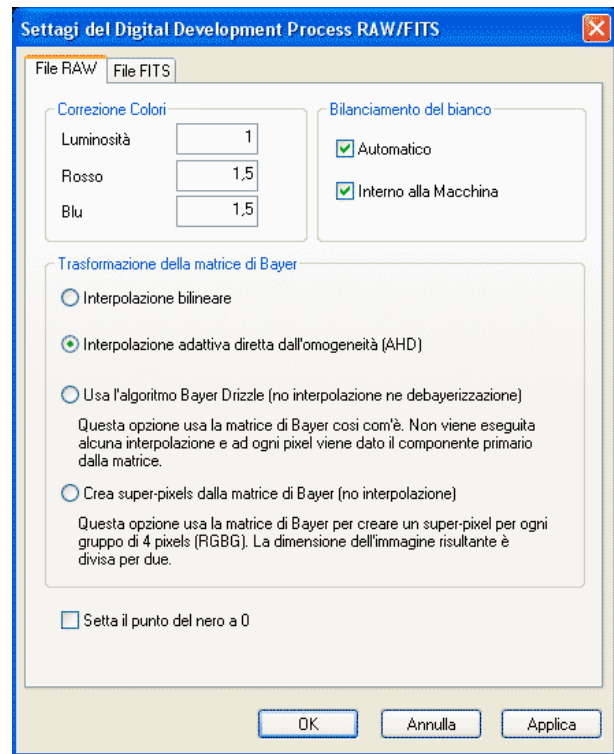 Settagi del Digital Development Process RAW/FITS
File RAW File FITS
Correzione Colori
Luminosità 1
Rosso 1,5
Blu 1,5
Bilanciamento del bianco
Automatico
Interno alla Macchina
Trasformazione della matrice di Bayer
Interpolazione bilineare
Interpolazione adattiva diretta dall'omogeneità (AHD)
Usa l'algoritmo Bayer Drizzle (no interpolazione ne debayerizzazione)
Questa opzione usa la matrice di Bayer cosi com'è. Non viene eseguita
alcuna interpolazione e ad ogni pixel viene dato il componente primario
dalla matrice.
Crea super-pixels dalla matrice di Bayer (no interpolazione)
Questa opzione usa la matrice di Bayer per creare un super-pixel per ogni
gruppo di 4 pixels (RGBG). La dimensione dell'immagine risultante è
divisa per due.
Setta il punto del nero a 0
OK Annulla Applica